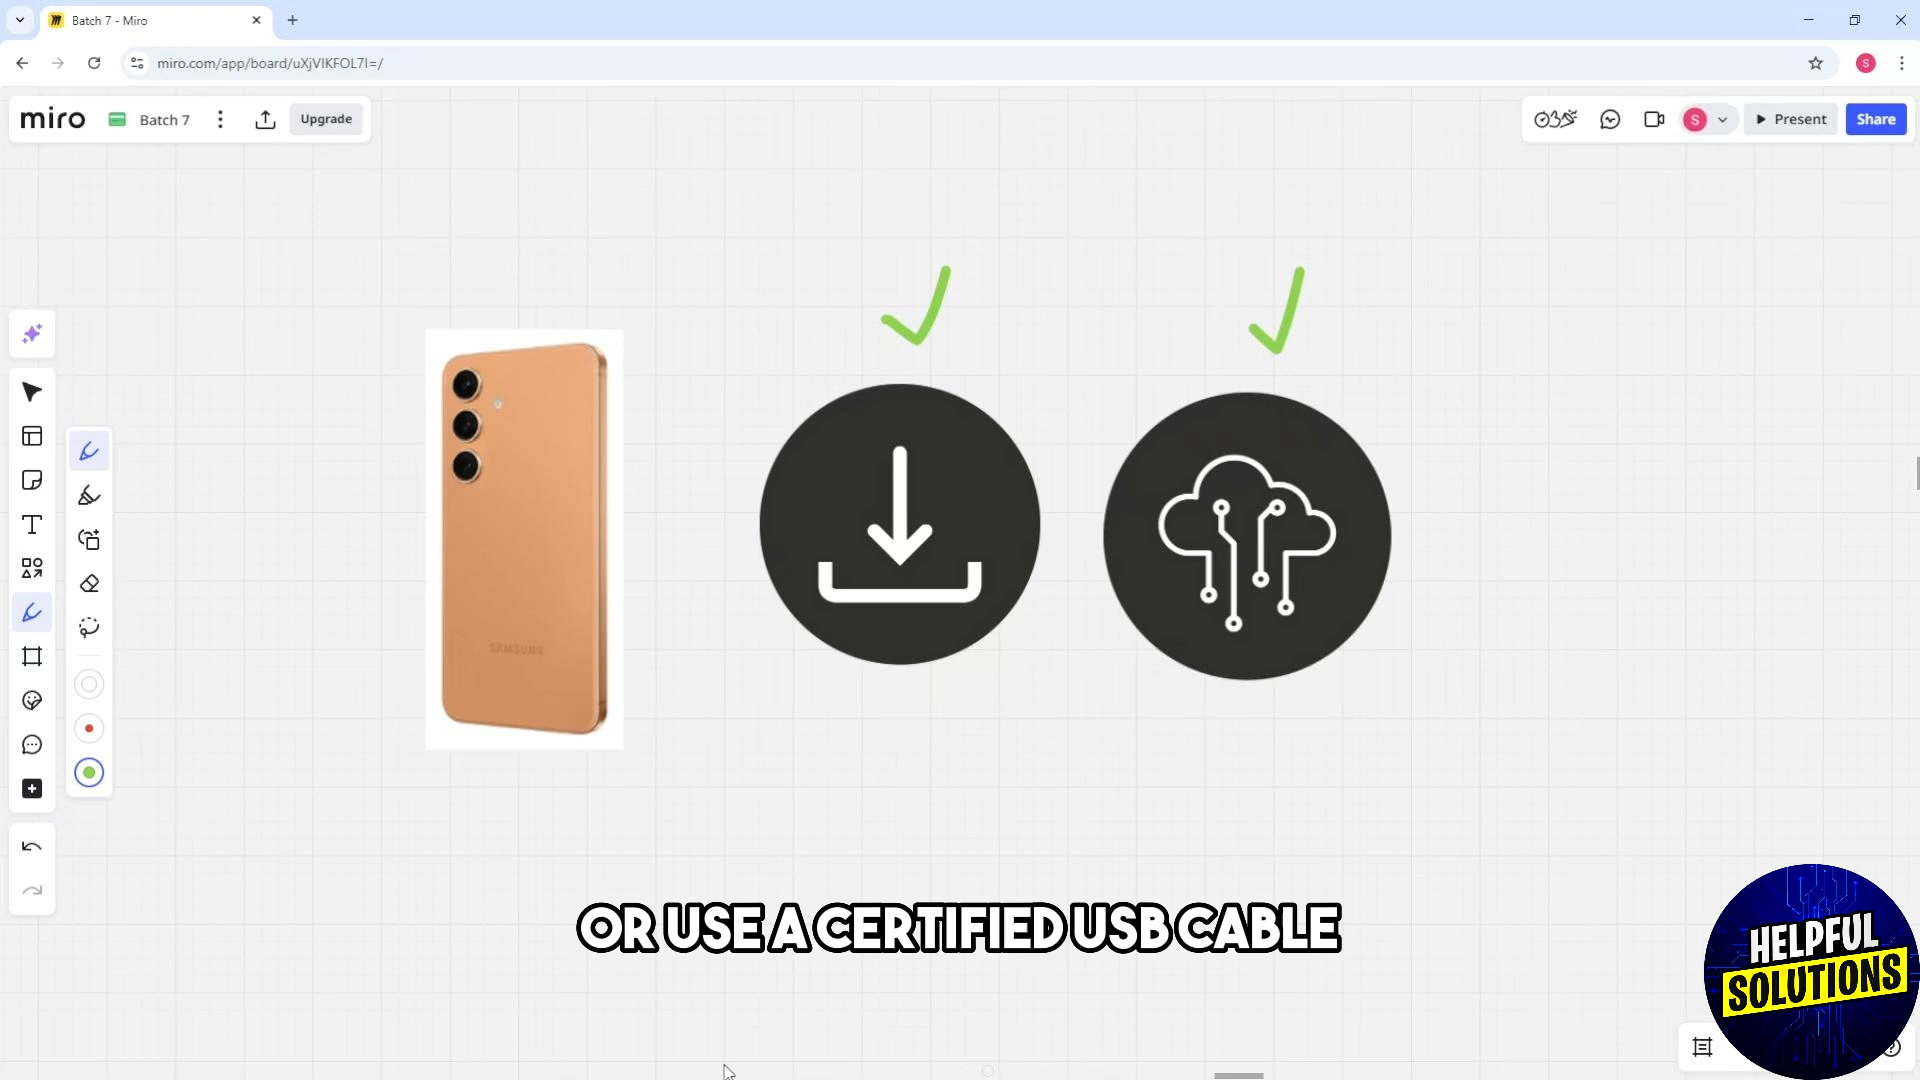 Batch 7 - Miro
miro.com/app/board/uXjVIKFOL7I=/
S
miro
Batch 7
Upgrade
S
Present
Share
SAMSUNG
OR USE A CERTIFIED USB CABLE
HELPFUL
SOLUTIONS